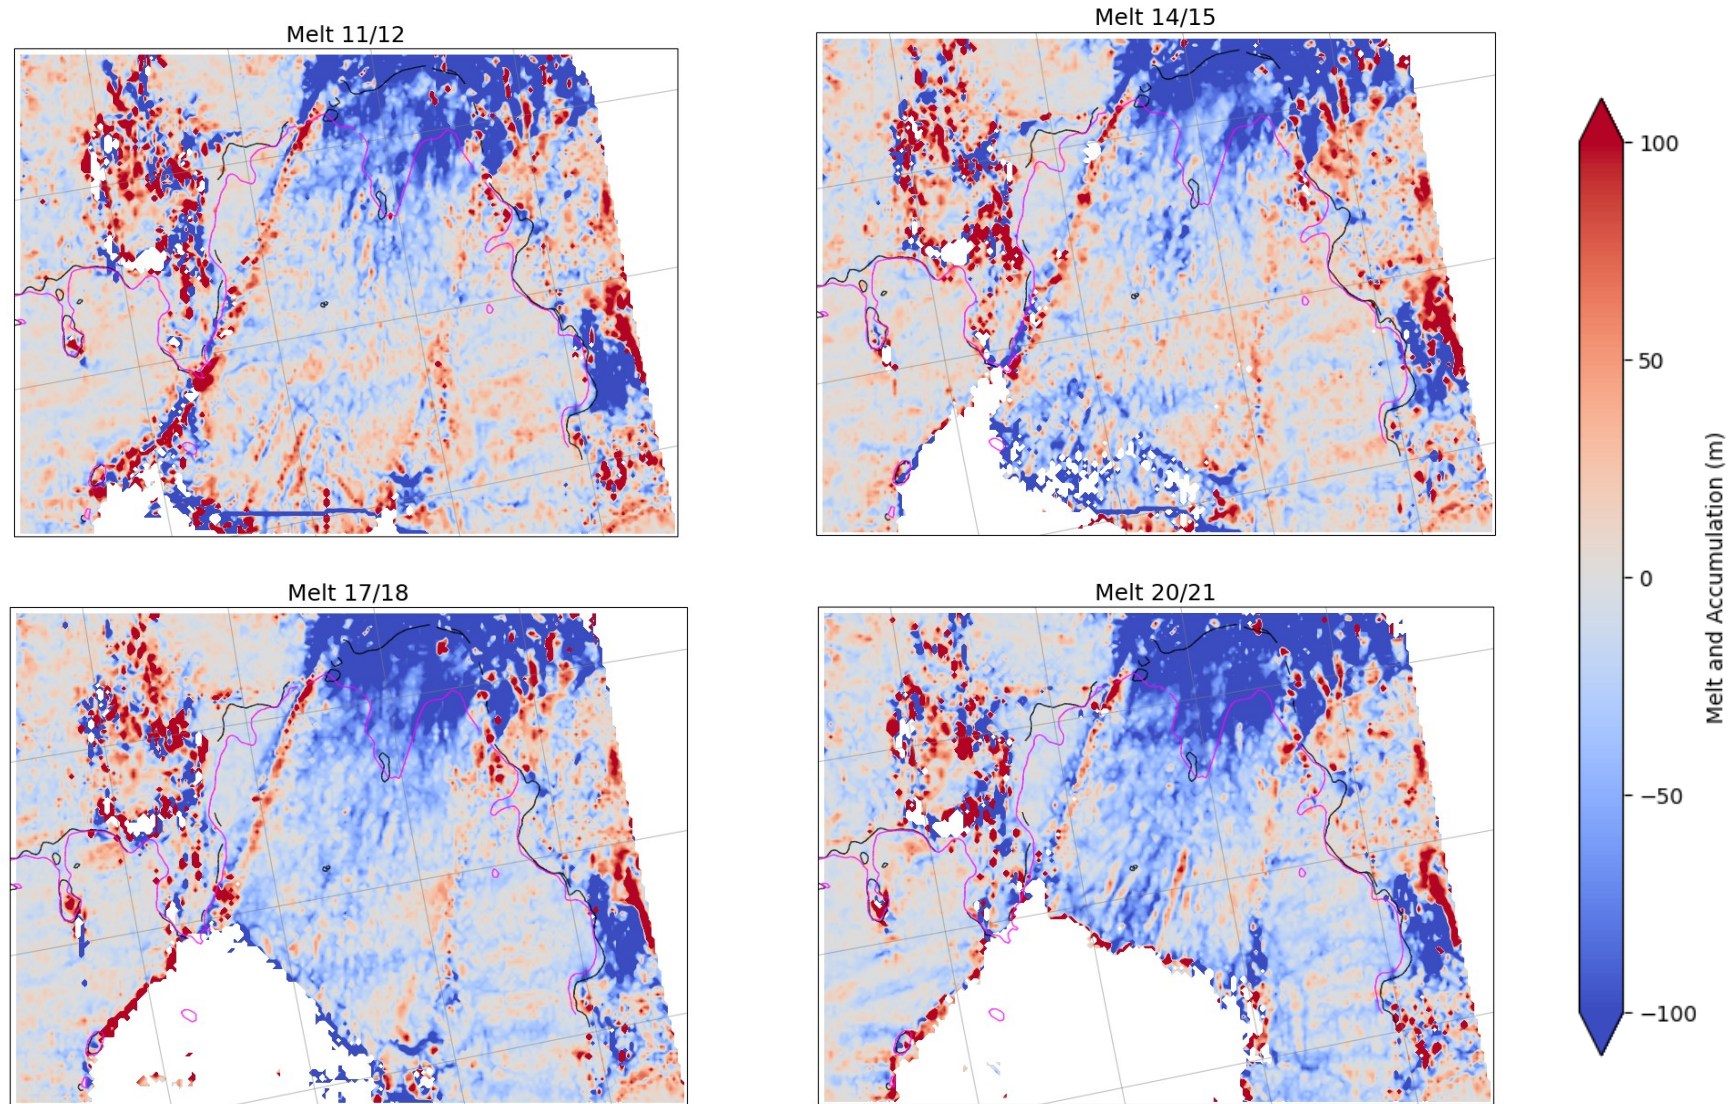 Melt 11/12
Melt 14/15
Melt 17/18
Melt 20/21
100
50
0
−50
−100
Melt and Accumulation (m)